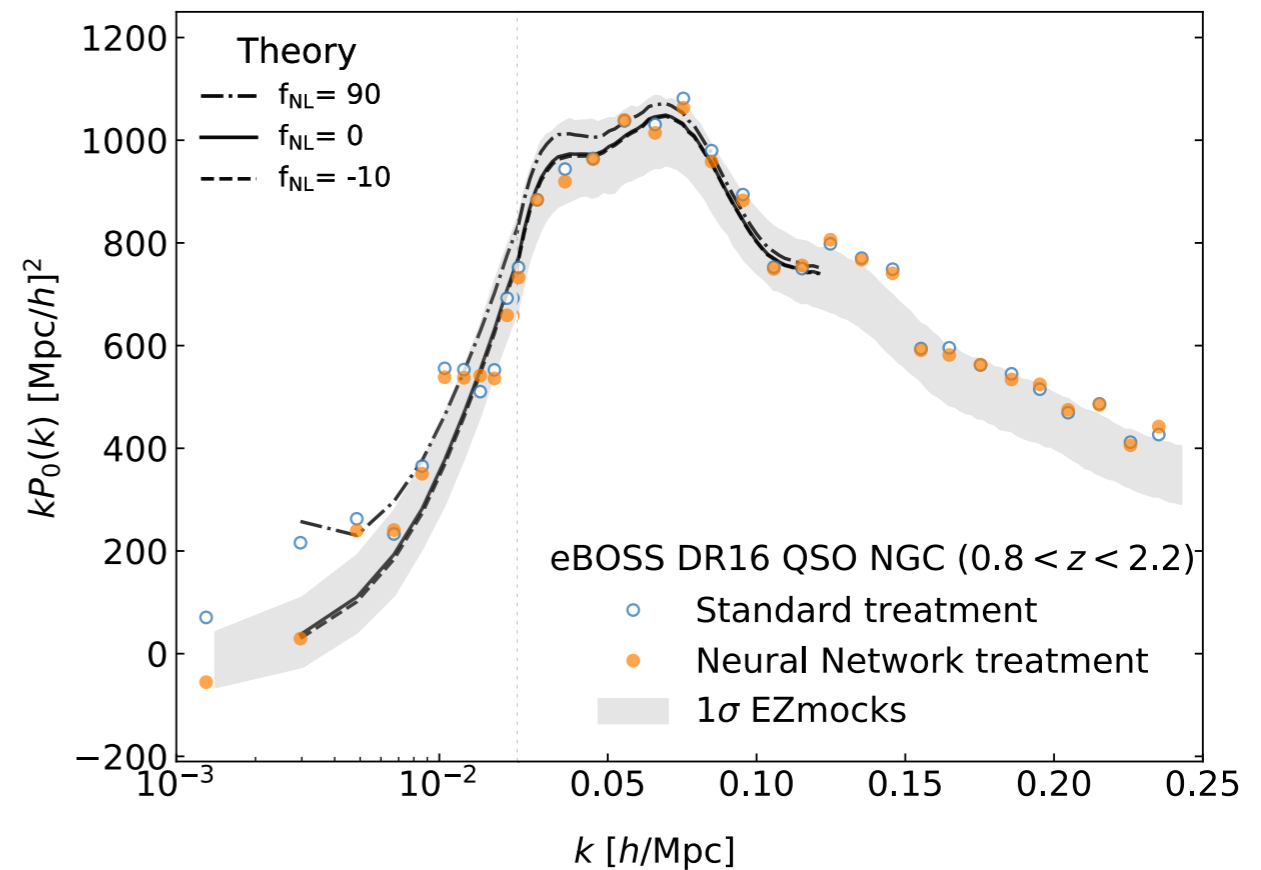 1200
1000
800
600
400
200
0
−200
kP₀(k) [Mpc/h]²
Theory
f_NL= 90
f_NL= 0
f_NL= -10
eBOSS DR16 QSO NGC (0.8 < z < 2.2)
Standard treatment
Neural Network treatment
1σ EZmocks
10⁻³ 10⁻² 0.05 0.10 0.15 0.20 0.25
k [h/Mpc]